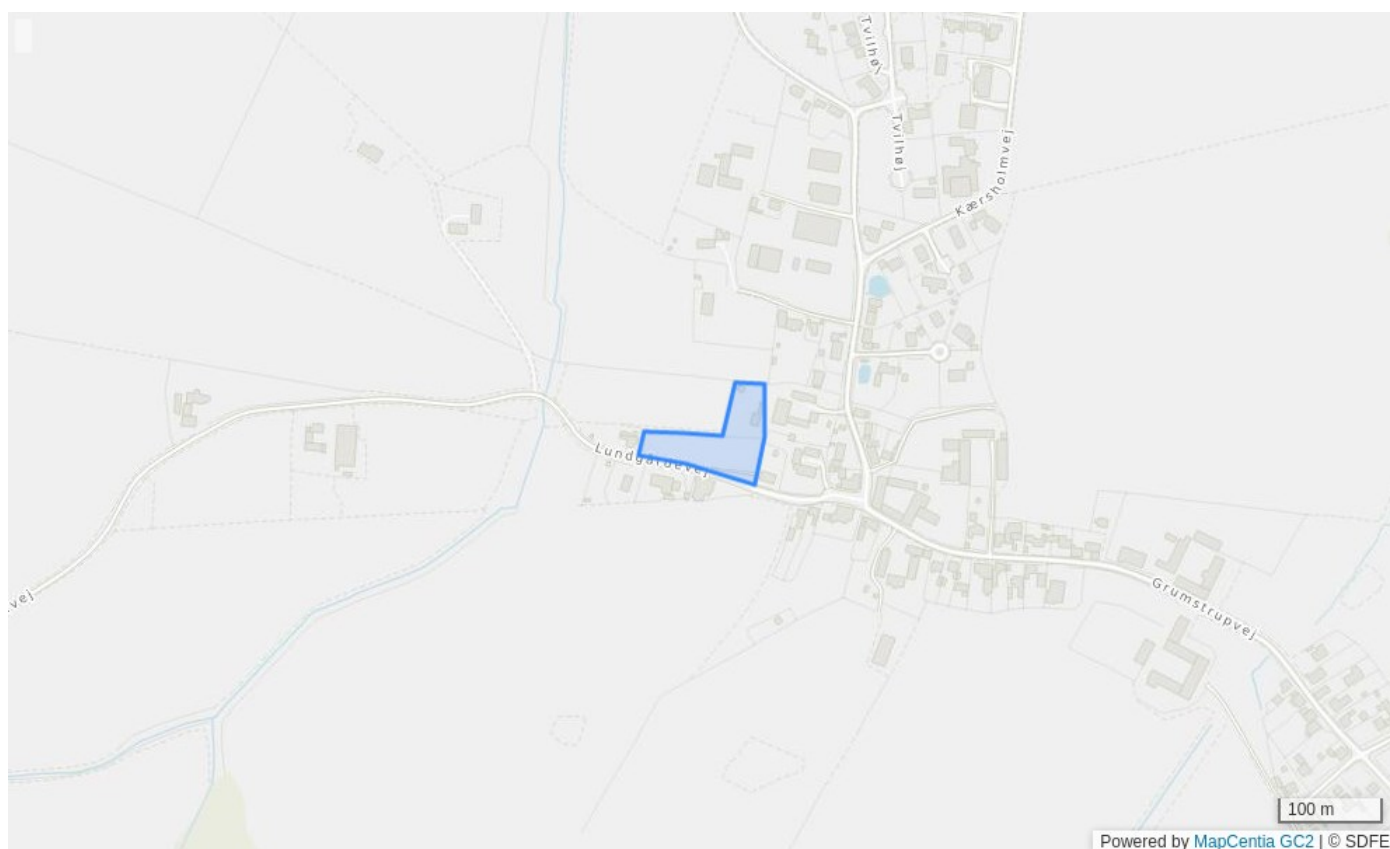 Tvilhøj
Tvilhøj
Kærsholmvej
Lundgårdevej
vej
Grumstrupvej
100 m
Powered by MapCentia GC2 | © SDFE